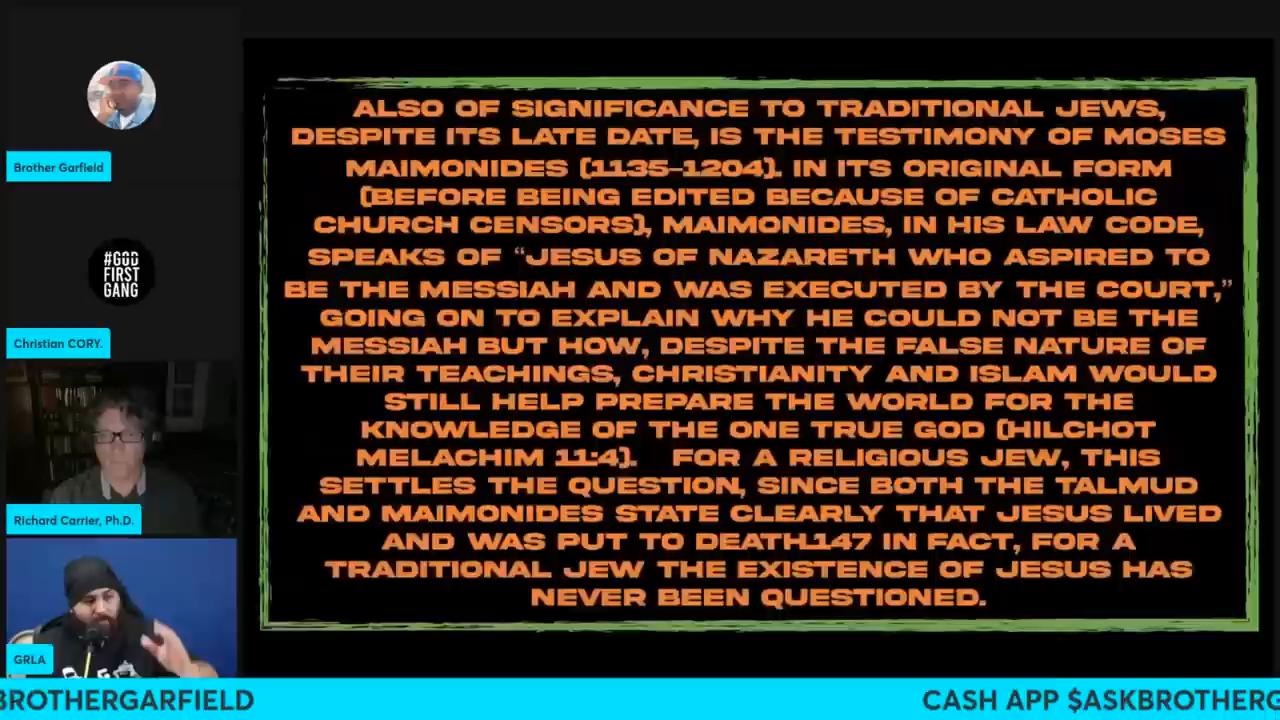 Brother Garfield
#GOD
FIRST
GANG
Christian CORY.
Richard Carrier, Ph.D.
GRLA
ALSO OF SIGNIFICANCE TO TRADITIONAL JEWS,
DESPITE ITS LATE DATE, IS THE TESTIMONY OF MOSES
MAIMONIDES (1135–1204). IN ITS ORIGINAL FORM
(BEFORE BEING EDITED BECAUSE OF CATHOLIC
CHURCH CENSORS), MAIMONIDES, IN HIS LAW CODE,
SPEAKS OF “JESUS OF NAZARETH WHO ASPIRED TO
BE THE MESSIAH AND WAS EXECUTED BY THE COURT,”
GOING ON TO EXPLAIN WHY HE COULD NOT BE THE
MESSIAH BUT HOW, DESPITE THE FALSE NATURE OF
THEIR TEACHINGS, CHRISTIANITY AND ISLAM WOULD
STILL HELP PREPARE THE WORLD FOR THE
KNOWLEDGE OF THE ONE TRUE GOD (HILCHOT
MELACHIM 11:4). FOR A RELIGIOUS JEW, THIS
SETTLES THE QUESTION, SINCE BOTH THE TALMUD
AND MAIMONIDES STATE CLEARLY THAT JESUS LIVED
AND WAS PUT TO DEATH.147 IN FACT, FOR A
TRADITIONAL JEW THE EXISTENCE OF JESUS HAS
NEVER BEEN QUESTIONED.
BROTHERGARFIELD
CASH APP $ASKBROTHERG